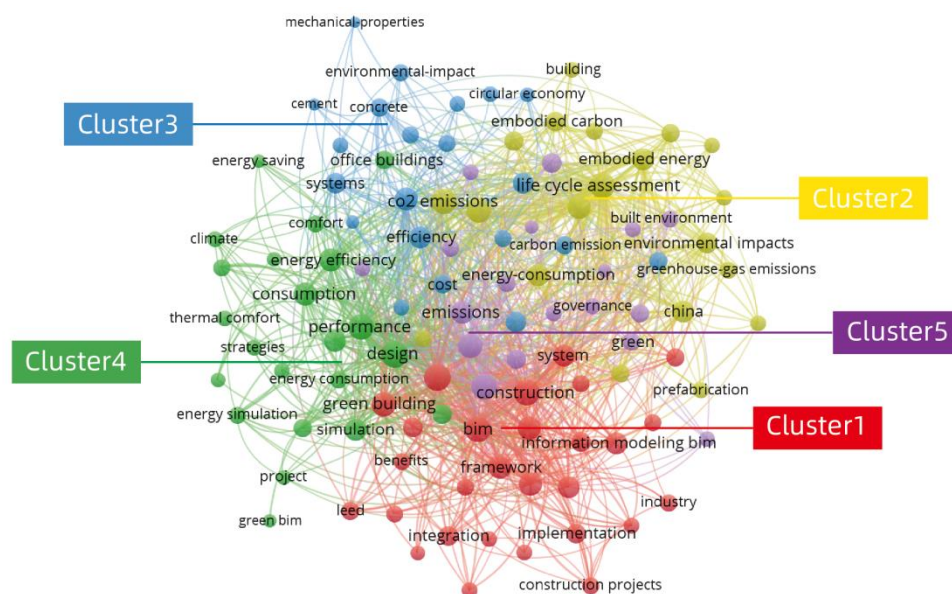 mechanical-properties
building
environmental-impact
circular economy
cement
concrete
embodied carbon
Cluster3
energy saving
office buildings
embodied energy
systems
life cycle assessment
co2 emissions
Cluster2
comfort
built environment
climate
efficiency
carbon emission
environmental impacts
energy efficiency
energy-consumption
greenhouse-gas emissions
consumption
cost
thermal comfort
performance
emissions
governance
china
Cluster5
strategies
design
system
green
Cluster4
energy consumption
construction
prefabrication
energy simulation
green building
simulation
bim
Cluster1
information modeling bim
benefits
framework
project
leed
industry
green bim
integration
implementation
construction projects